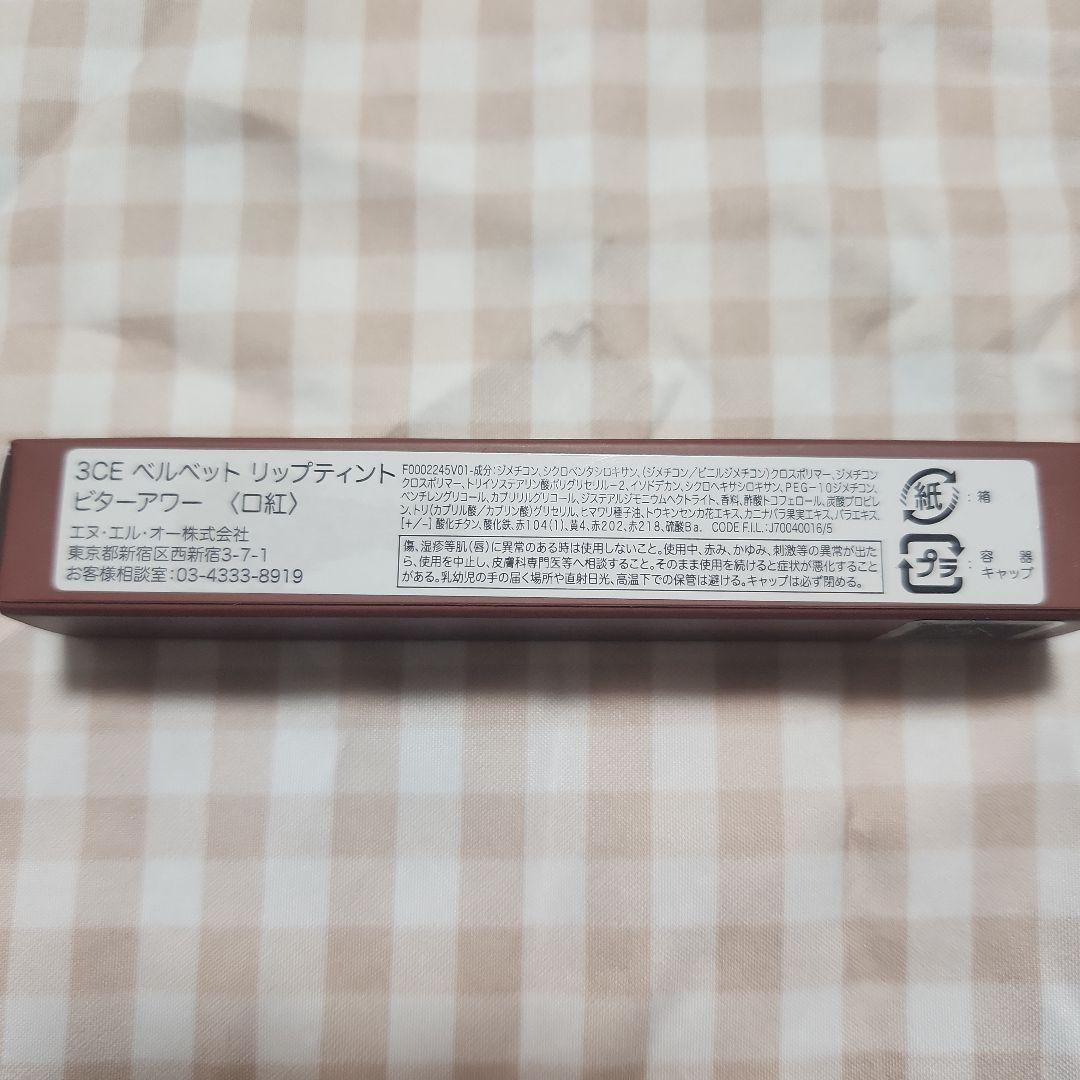 3CE ベルベット リップティント
ビターアワー 〈口紅〉
エヌ・エル・オー株式会社
東京都新宿区西新宿3-7-1
お客様相談室:03-4333-8919
F0002245V01-成分:ジメチコン、シクロペンタシロキサン、(ジメチコン/ビニルジメチコン)クロスポリマー、ジメチコン
クロスポリマー、トリイソステアリン酸ポリグリセリル-2、イソドデカン、シクロヘキサシロキサン、PEG-10ジメチコン、
ペンチレングリコール、カプリリルグリコール、ジステアルジモニウムヘクトライト、香料、酢酸トコフェロール、炭酸プロピレ
ン、トリ(カプリル酸/カプリン酸)グリセリル、ヒマワリ種子油、トウキンセンカ花エキス、カニナバラ果実エキス、バラエキス、
[+/-] 酸化チタン、酸化鉄、赤104(1)、黄4、赤202、赤218、硫酸Ba. CODE F.I.L.:J70040016/5
傷、湿疹等肌(唇)に異常のある時は使用しないこと。使用中、赤み、かゆみ、刺激等の異常が出た
ら、使用を中止し、皮膚科専門医等へ相談すること。そのまま使用を続けると症状が悪化すること
がある。乳幼児の手の届く場所や直射日光、高温下での保管は避ける。キャップは必ず閉める。
紙 :箱
プラ :容器
キャップ